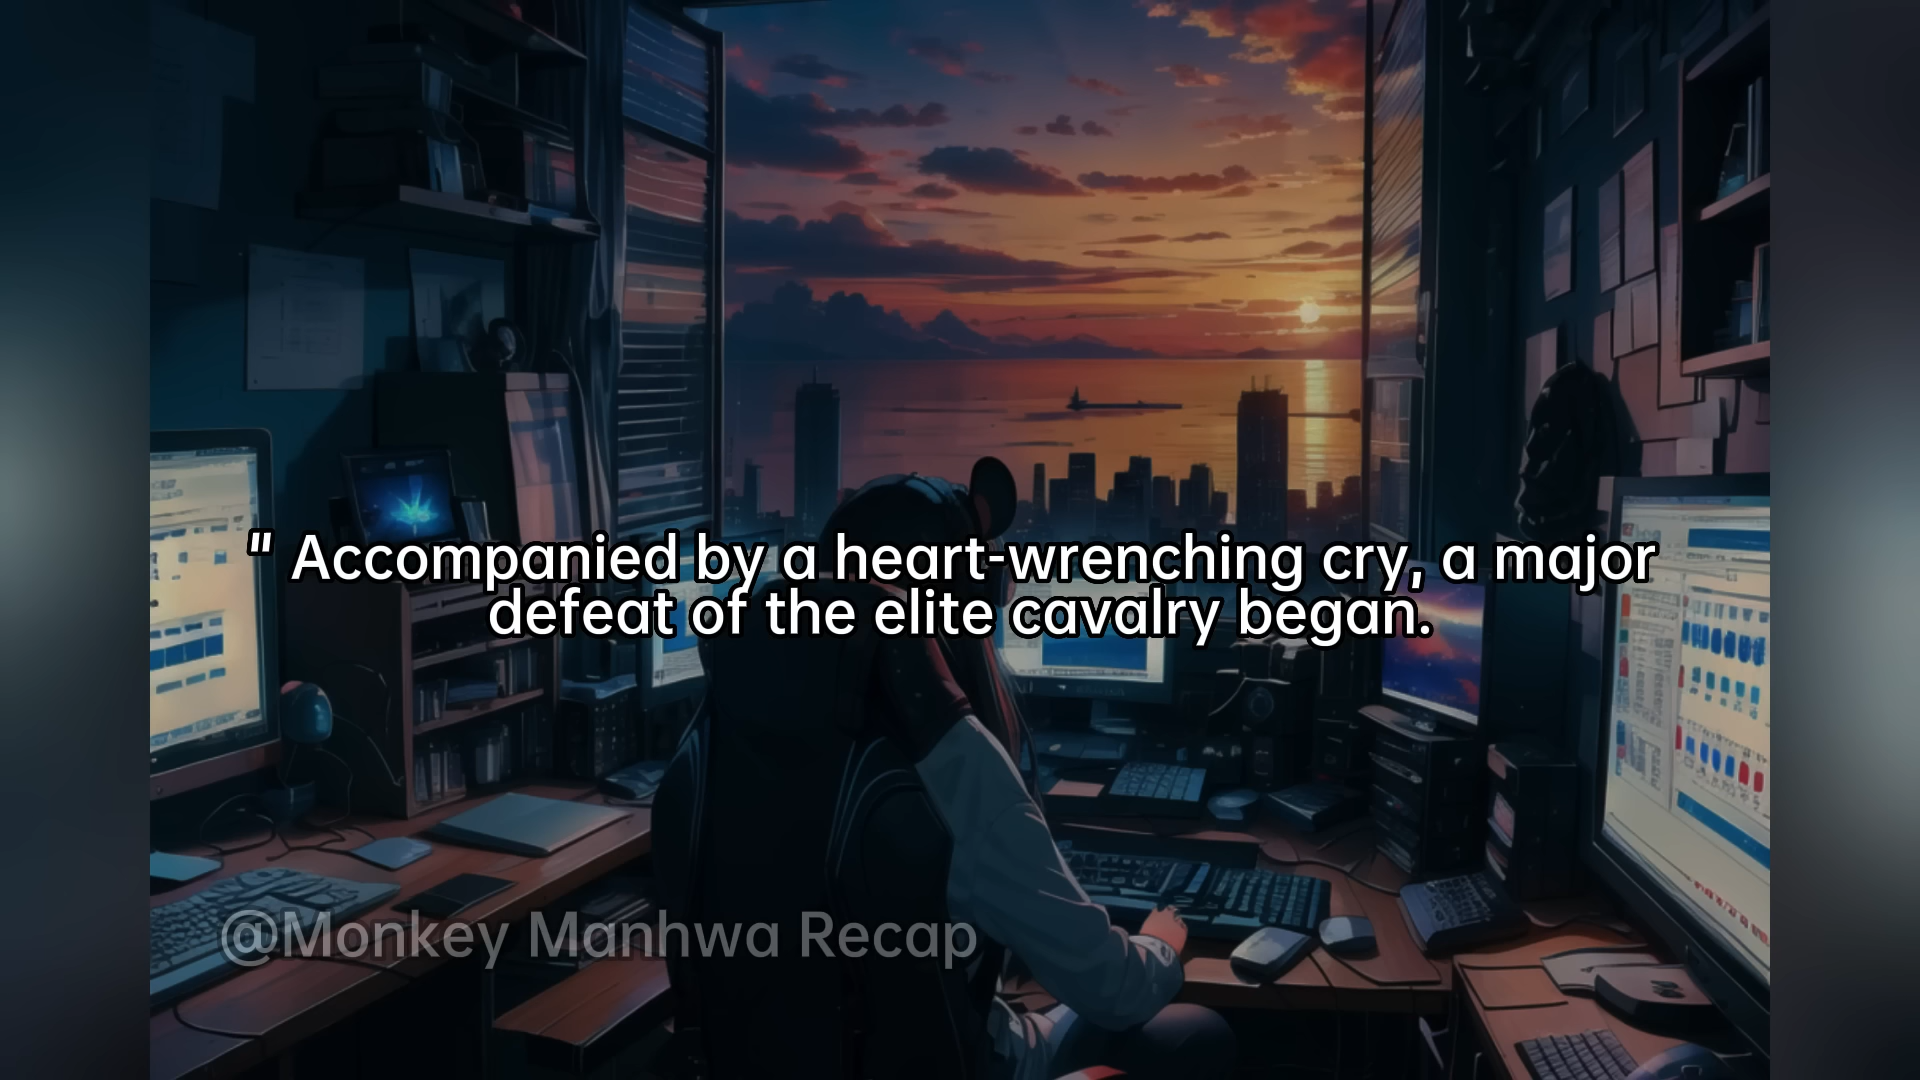 " Accompanied by a heart-wrenching cry, a major
defeat of the elite cavalry began.
@Monkey Manhwa Recap